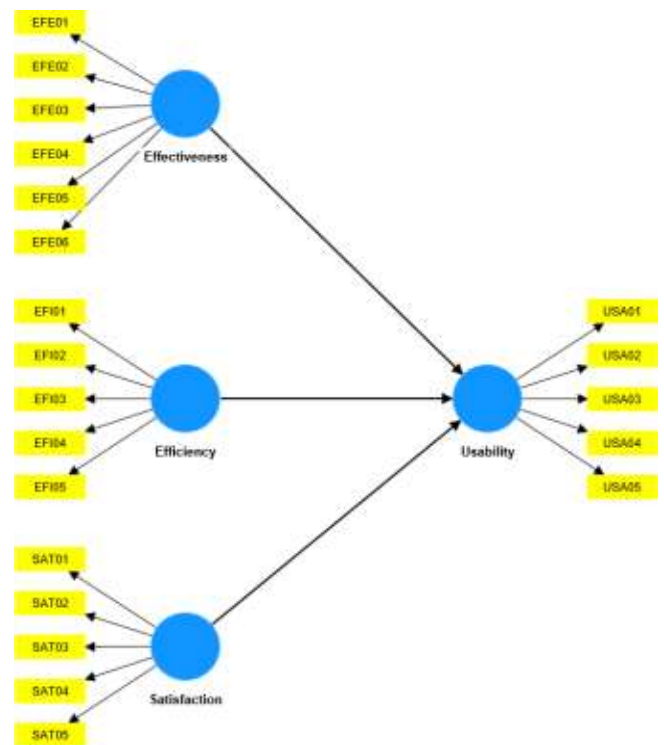 EFE01
EFE02
EFE03
EFE04
Effectiveness
EFE05
EFE06
EFI01
EFI02
EFI03
EFI04
Efficiency
EFI05
USA01
USA02
USA03
USA04
Usability
USA05
SAT01
SAT02
SAT03
SAT04
Satisfaction
SAT05